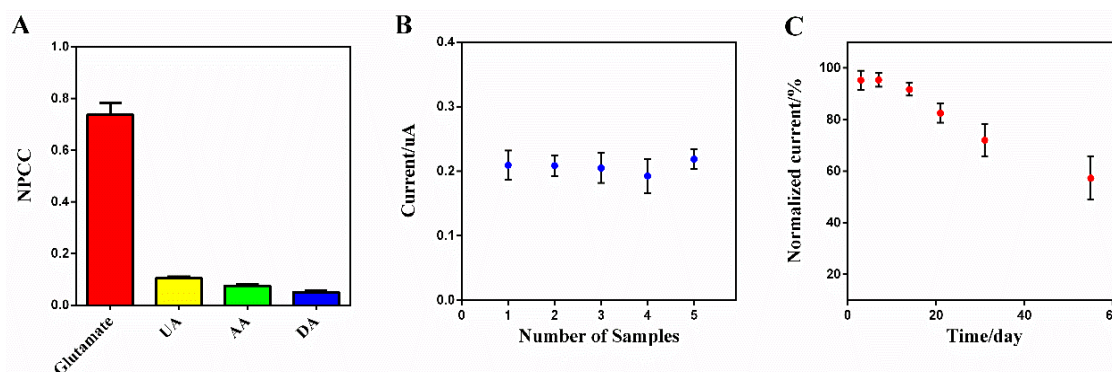 A
NPCC
1.0
0.8
0.6
0.4
0.2
0.0
Glutamate
UA
AA
DA
B
Current/uA
0.4
0.3
0.2
0.1
0.0
0
1
2
3
4
5
Number of Samples
C
Normalized current/%
100
80
60
40
20
0
20
40
60
Time/day